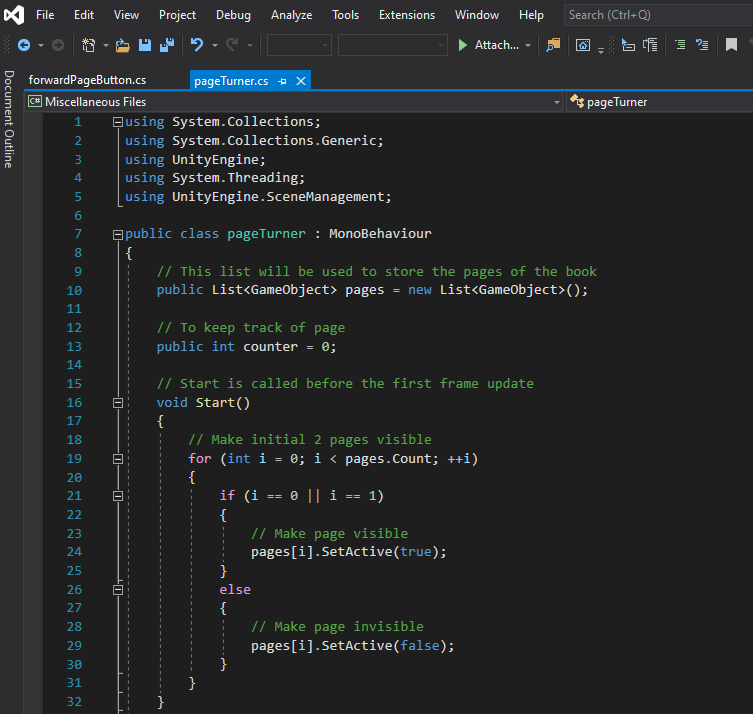 File Edit View Project Debug Analyze Tools Extensions Window Help Search (Ctrl+Q)
Attach...
Document Outline
forwardPageButton.cs pageTurner.cs
C# Miscellaneous Files pageTurner
1 using System.Collections;
2 using System.Collections.Generic;
3 using UnityEngine;
4 using System.Threading;
5 using UnityEngine.SceneManagement;
6
7 public class pageTurner : MonoBehaviour
8 {
9 // This list will be used to store the pages of the book
10 public List<GameObject> pages = new List<GameObject>();
11
12 // To keep track of page
13 public int counter = 0;
14
15 // Start is called before the first frame update
16 void Start()
17 {
18 // Make initial 2 pages visible
19 for (int i = 0; i < pages.Count; ++i)
20 {
21 if (i == 0 || i == 1)
22 {
23 // Make page visible
24 pages[i].SetActive(true);
25 }
26 else
27 {
28 // Make page invisible
29 pages[i].SetActive(false);
30 }
31 }
32 }